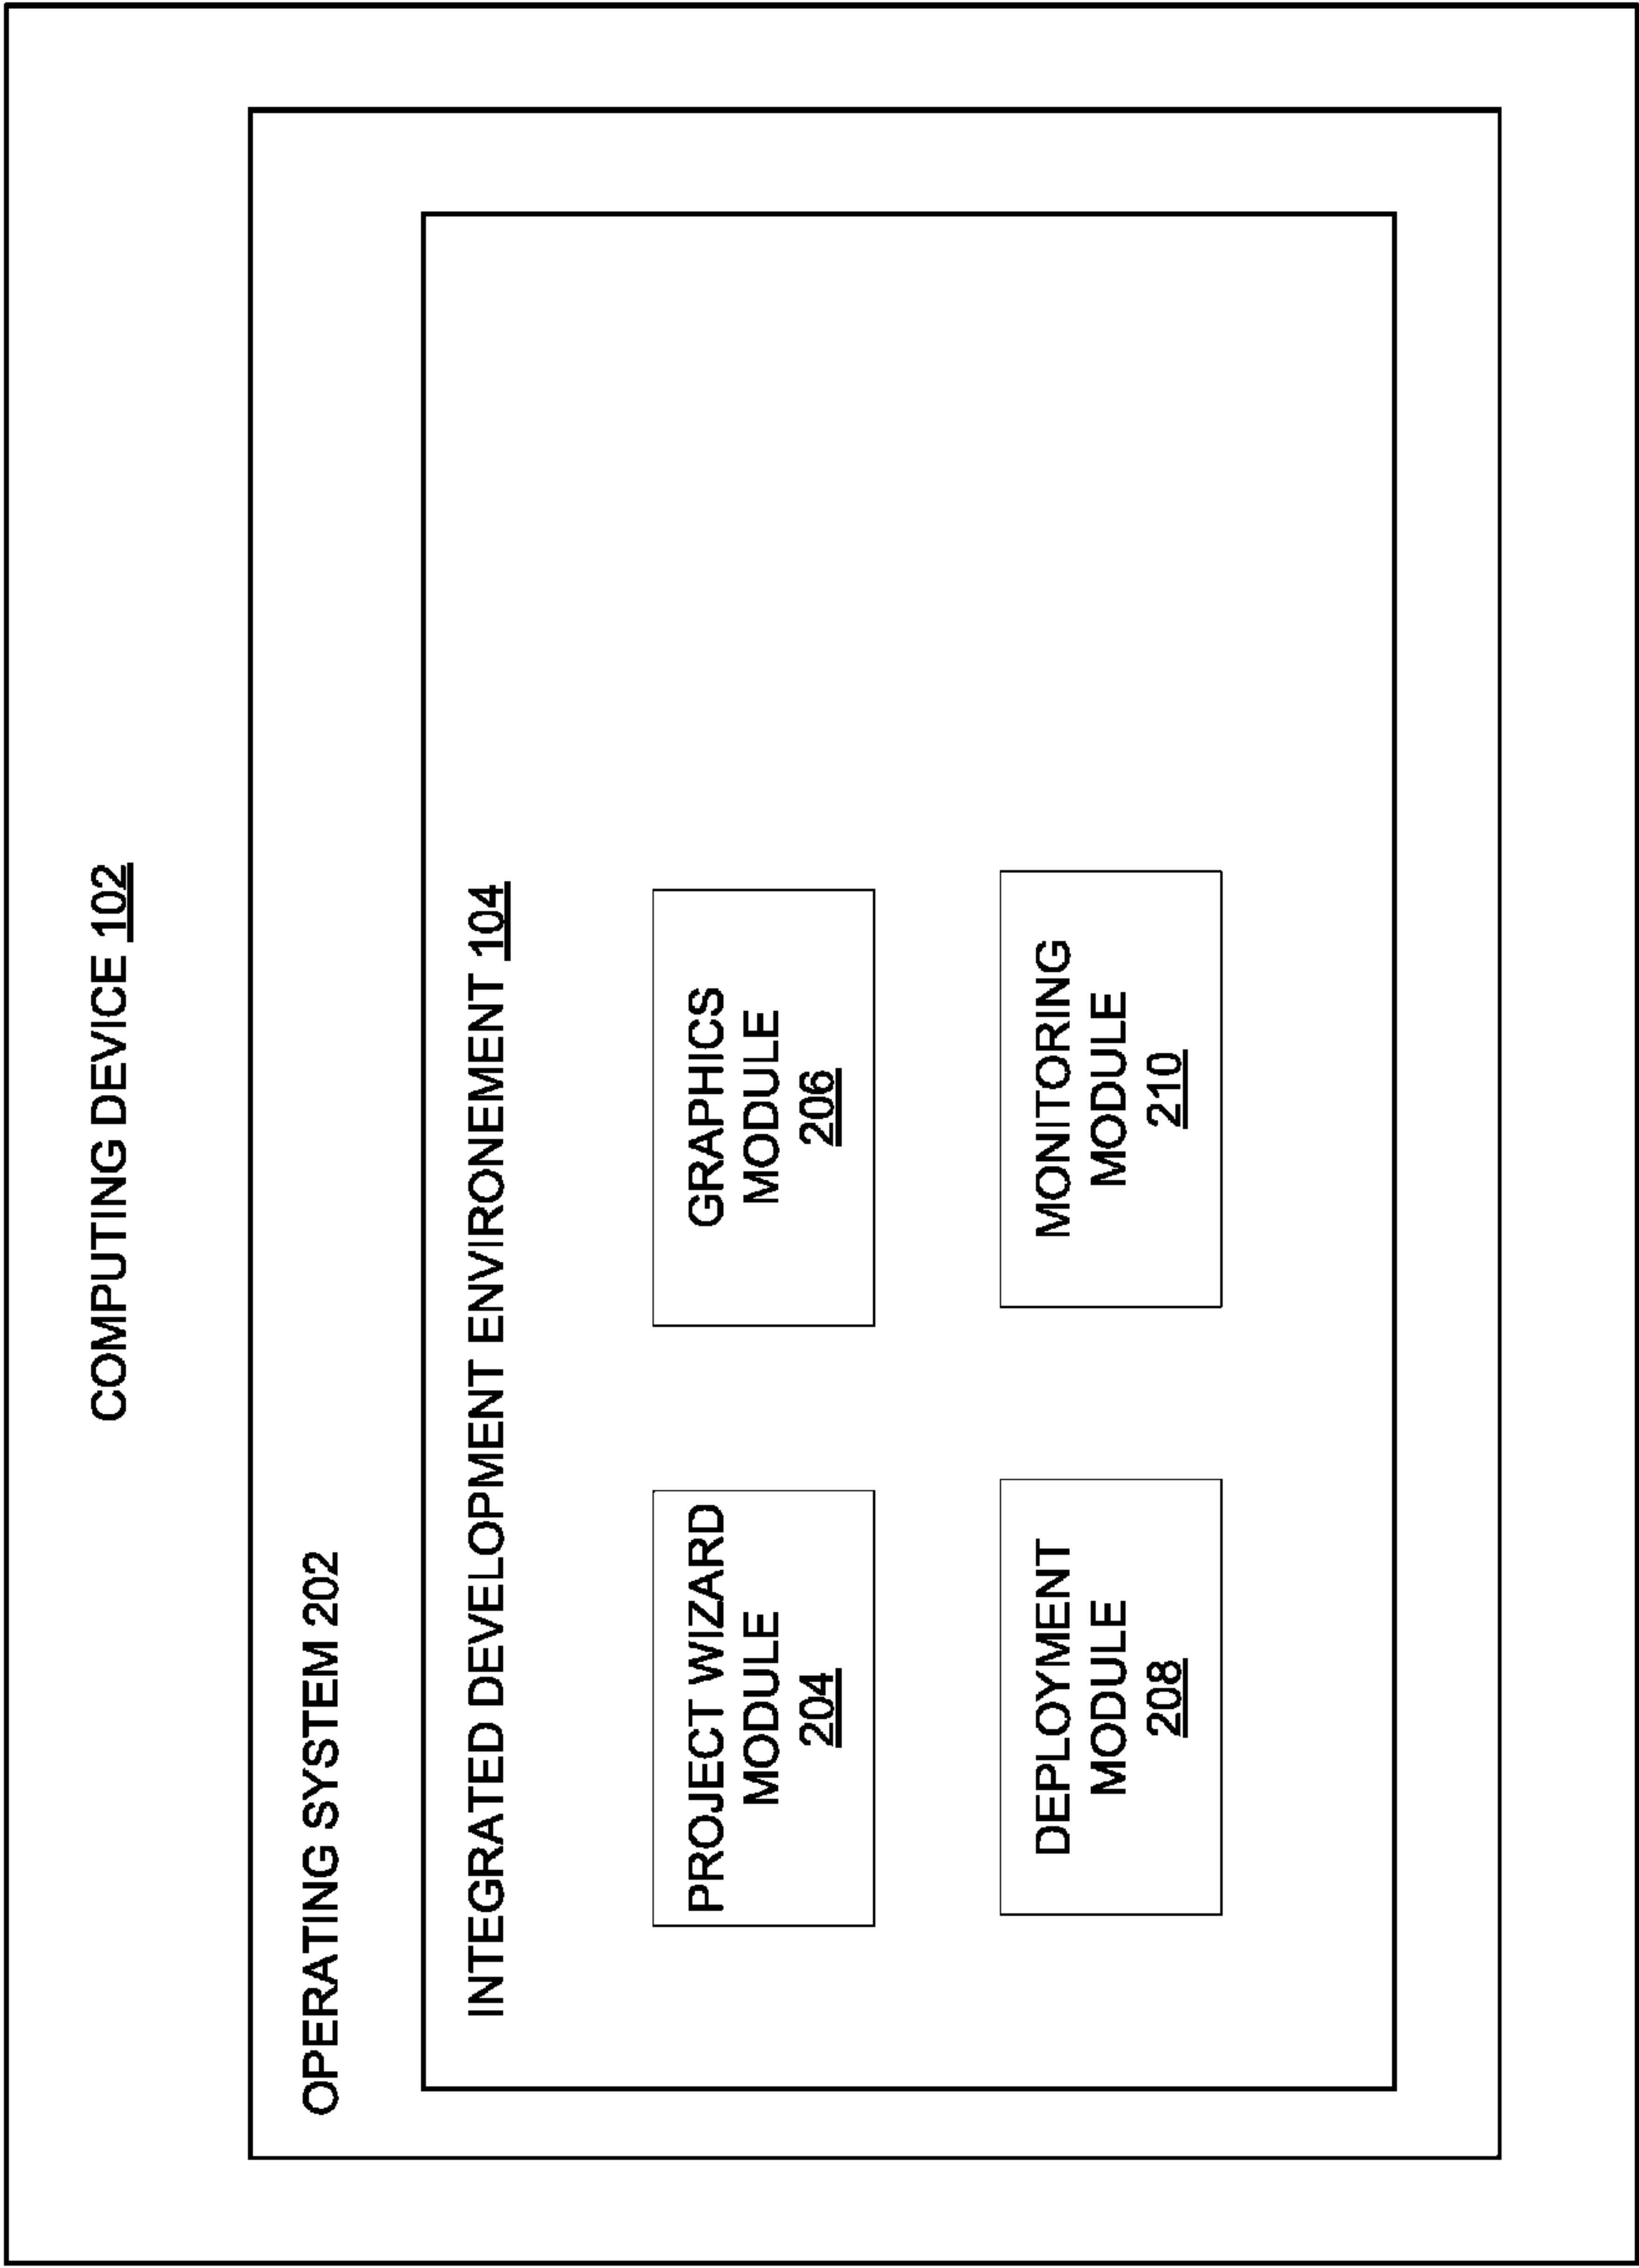 COMPUTING DEVICE 102
OPERATING SYSTEM 202
INTEGRATED DEVELOPMENT ENVIRONEMENT 104
PROJECT WIZARD
MODULE
204
GRAPHICS
MODULE
206
DEPLOYMENT
MODULE
208
MONITORING
MODULE
210